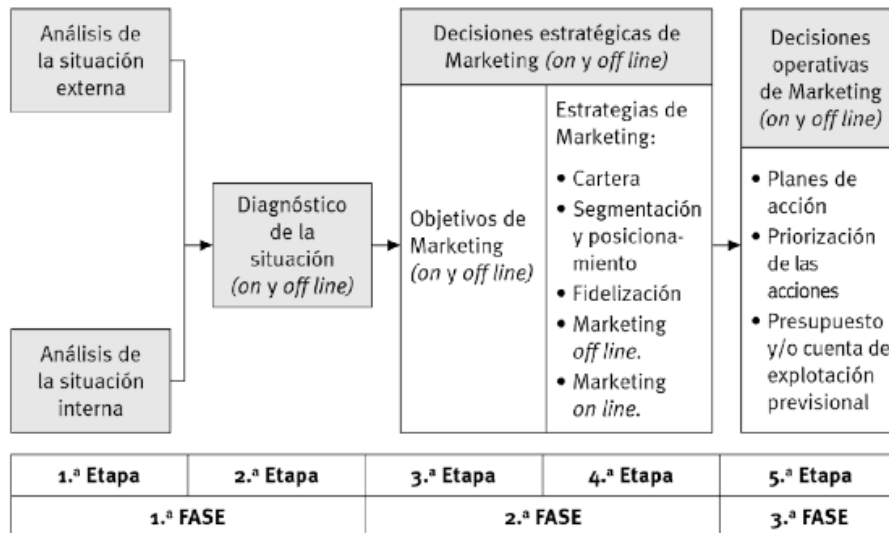 Análisis de
la situación
externa
Análisis de
la situación
interna
Diagnóstico
de la
situación
(on y off line)
Decisiones estratégicas de
Marketing (on y off line)
Objetivos de
Marketing
(on y off line)
Estrategias de
Marketing:
• Cartera
• Segmentación
y posiciona-
miento
• Fidelización
• Marketing
off line.
• Marketing
on line.
Decisiones
operativas
de Marketing
(on y off line)
• Planes de
acción
• Priorización
de las
acciones
• Presupuesto
y/o cuenta de
explotación
previsional
1.ª Etapa
2.ª Etapa
3.ª Etapa
4.ª Etapa
5.ª Etapa
1.ª FASE
2.ª FASE
3.ª FASE